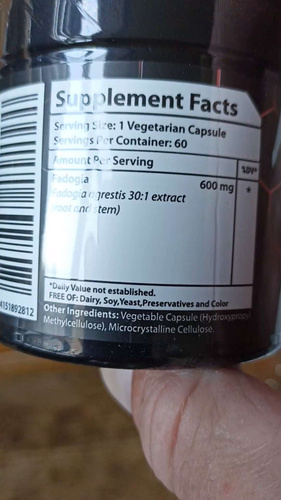 Supplement Facts
Serving Size: 1 Vegetarian Capsule
Servings Per Container: 60
Amount Per Serving %DV*
Fadogia 600 mg *
Fadogia agrestis 30:1 extract
(root and stem)
*Daily Value not established.
FREE OF: Dairy, Soy,Yeast,Preservatives and Color
Other Ingredients: Vegetable Capsule (Hydroxypropyl
Methylcellulose), Microcrystalline Cellulose.
4151892812